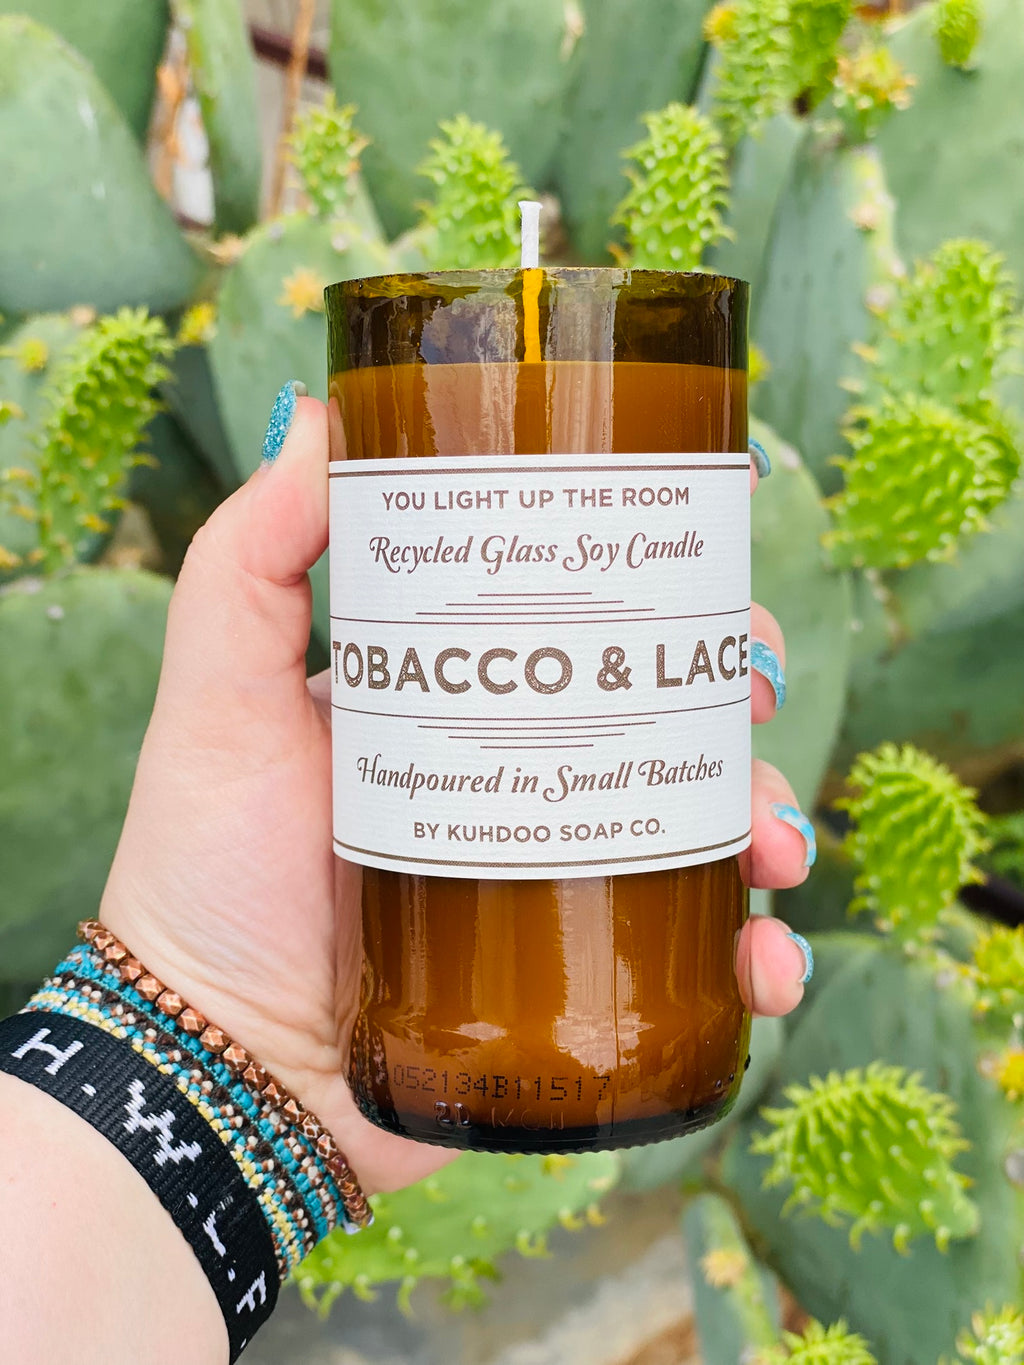 YOU LIGHT UP THE ROOM
Recycled Glass Soy Candle
TOBACCO & LACE
Handpoured in Small Batches
BY KUHDOO SOAP CO.
052134B11517
H.W.L.F.